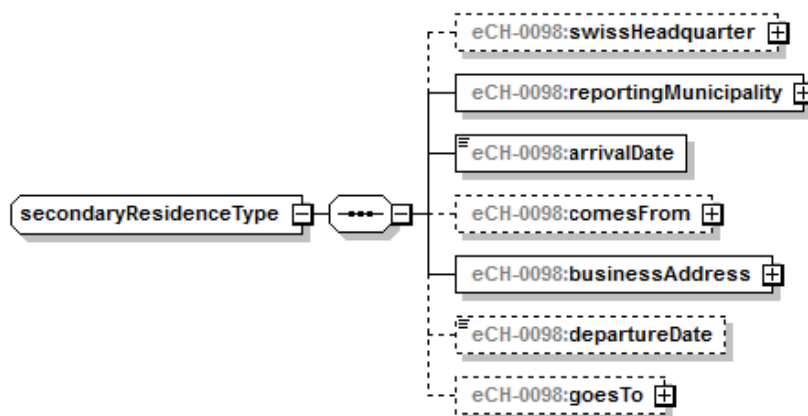 eCH-0098:swissHeadquarter
eCH-0098:reportingMunicipality
eCH-0098:arrivalDate
secondaryResidenceType
eCH-0098:comesFrom
eCH-0098:businessAddress
eCH-0098:departureDate
eCH-0098:goesTo